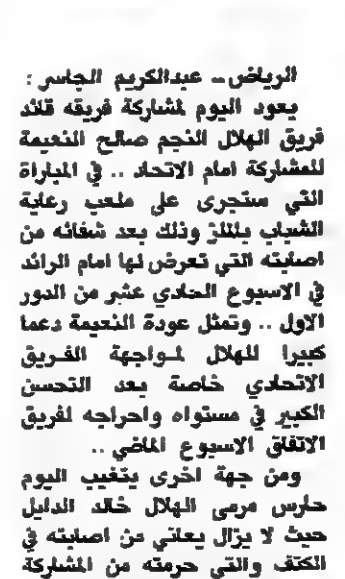 الرياض ـ عبدالكريم الجاسر :
يعود اليوم لمشاركة فريقه قائد
فريق الهلال النجم صالح النعيمة
للمشاركة امام الاتحاد .. في المباراة
التي ستجرى على ملعب رعاية
الشباب بالملز وذلك بعد شفائه من
اصابته التي تعرض لها امام الرائد
في الاسبوع الحادي عشر من الدور
الاول .. وتمثل عودة النعيمة دعما
كبيرا للهلال لمواجهة الفريق
الاتحادي خاصة بعد التحسن
الكبير في مستواه واحراجه لفريق
الاتفاق الاسبوع الماضي ..
ومن جهة اخرى يتغيب اليوم
حارس مرمى الهلال خالد الدايل
حيث لا يزال يعاني من اصابته في
الكتف والتي حرمته من المشاركة